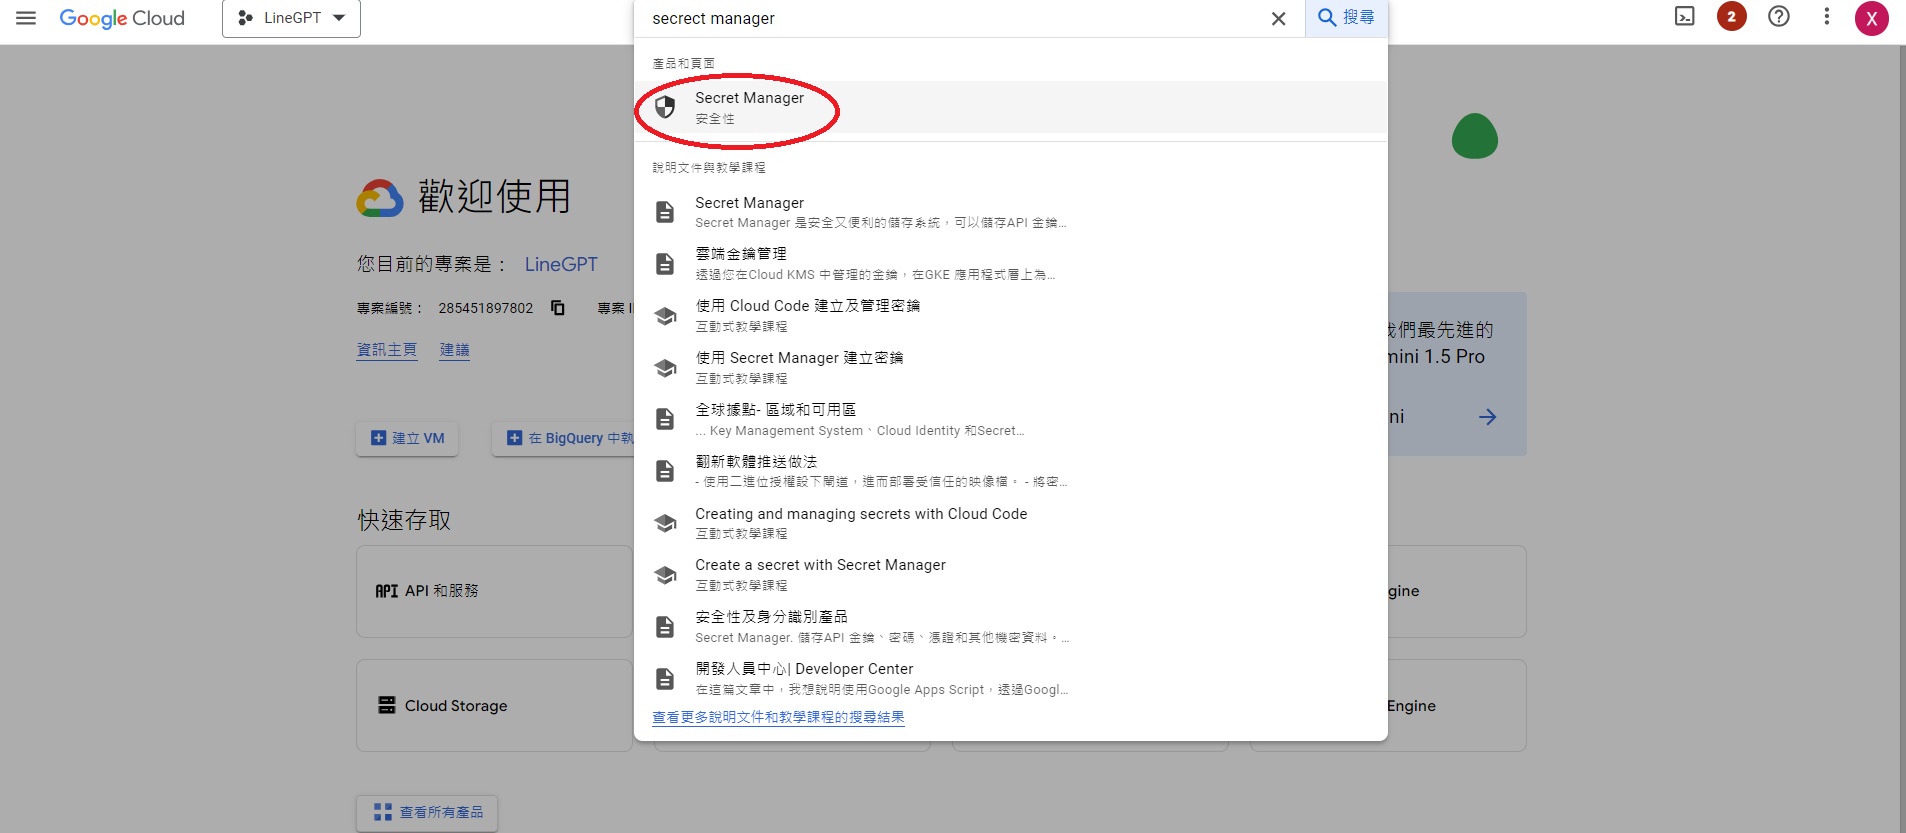 Google Cloud
LineGPT
secrect manager
搜尋
2
X
產品和頁面
Secret Manager
安全性
說明文件與教學課程
Secret Manager
Secret Manager 是安全又便利的儲存系統，可以儲存API 金鑰...
雲端金鑰管理
透過您在Cloud KMS 中管理的金鑰，在GKE 應用程式層上為...
使用 Cloud Code 建立及管理密鑰
互動式教學課程
使用 Secret Manager 建立密鑰
互動式教學課程
全球據點- 區域和可用區
... Key Management System、Cloud Identity 和Secret...
翻新軟體推送做法
- 使用二進位授權設下閘道，進而部署受信任的映像檔。 - 將密...
Creating and managing secrets with Cloud Code
互動式教學課程
Create a secret with Secret Manager
互動式教學課程
安全性及身分識別產品
Secret Manager. 儲存API 金鑰、密碼、憑證和其他機密資料。...
開發人員中心| Developer Center
在這篇文章中，我想說明使用Google Apps Script，透過Googl...
查看更多說明文件和教學課程的搜尋結果
歡迎使用
您目前的專案是： LineGPT
專案編號： 285451897802 專案 I
資訊主頁 建議
我們最先進的
mini 1.5 Pro
ni
建立 VM
在 BigQuery 中執
快速存取
API API 和服務
gine
Cloud Storage
Engine
查看所有產品